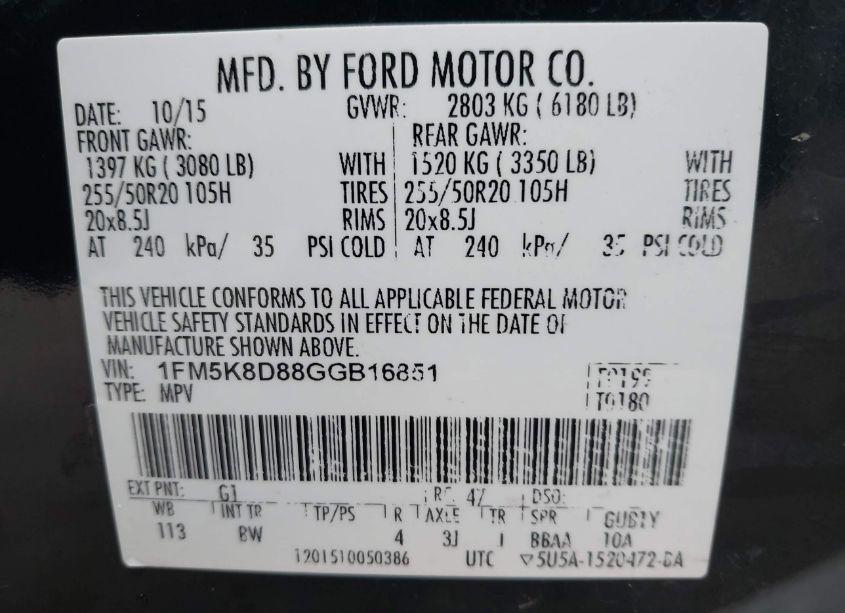 MFD. BY FORD MOTOR CO.
DATE: 10/15 GVWR: 2803 KG ( 6180 LB)
FRONT GAWR: REAR GAWR:
1397 KG ( 3080 LB) WITH 1520 KG ( 3350 LB) WITH
255/50R20 105H TIRES 255/50R20 105H TIRES
20x8.5J RIMS 20x8.5J RIMS
AT 240 kPa/ 35 PSI COLD AT 240 kPa/ 35 PSI COLD
THIS VEHICLE CONFORMS TO ALL APPLICABLE FEDERAL MOTOR
VEHICLE SAFETY STANDARDS IN EFFECT ON THE DATE OF
MANUFACTURE SHOWN ABOVE.
VIN: 1FM5K8D88GGB16851
TYPE: MPV
T0180
EXT PNT: G1 RC: 47 DSO:
WB INT TR TP/PS R AXLE TR SPR
113 BW 4 3J BBAA 10A
1201510050386 UTC ▽5U5A-1520472-BA